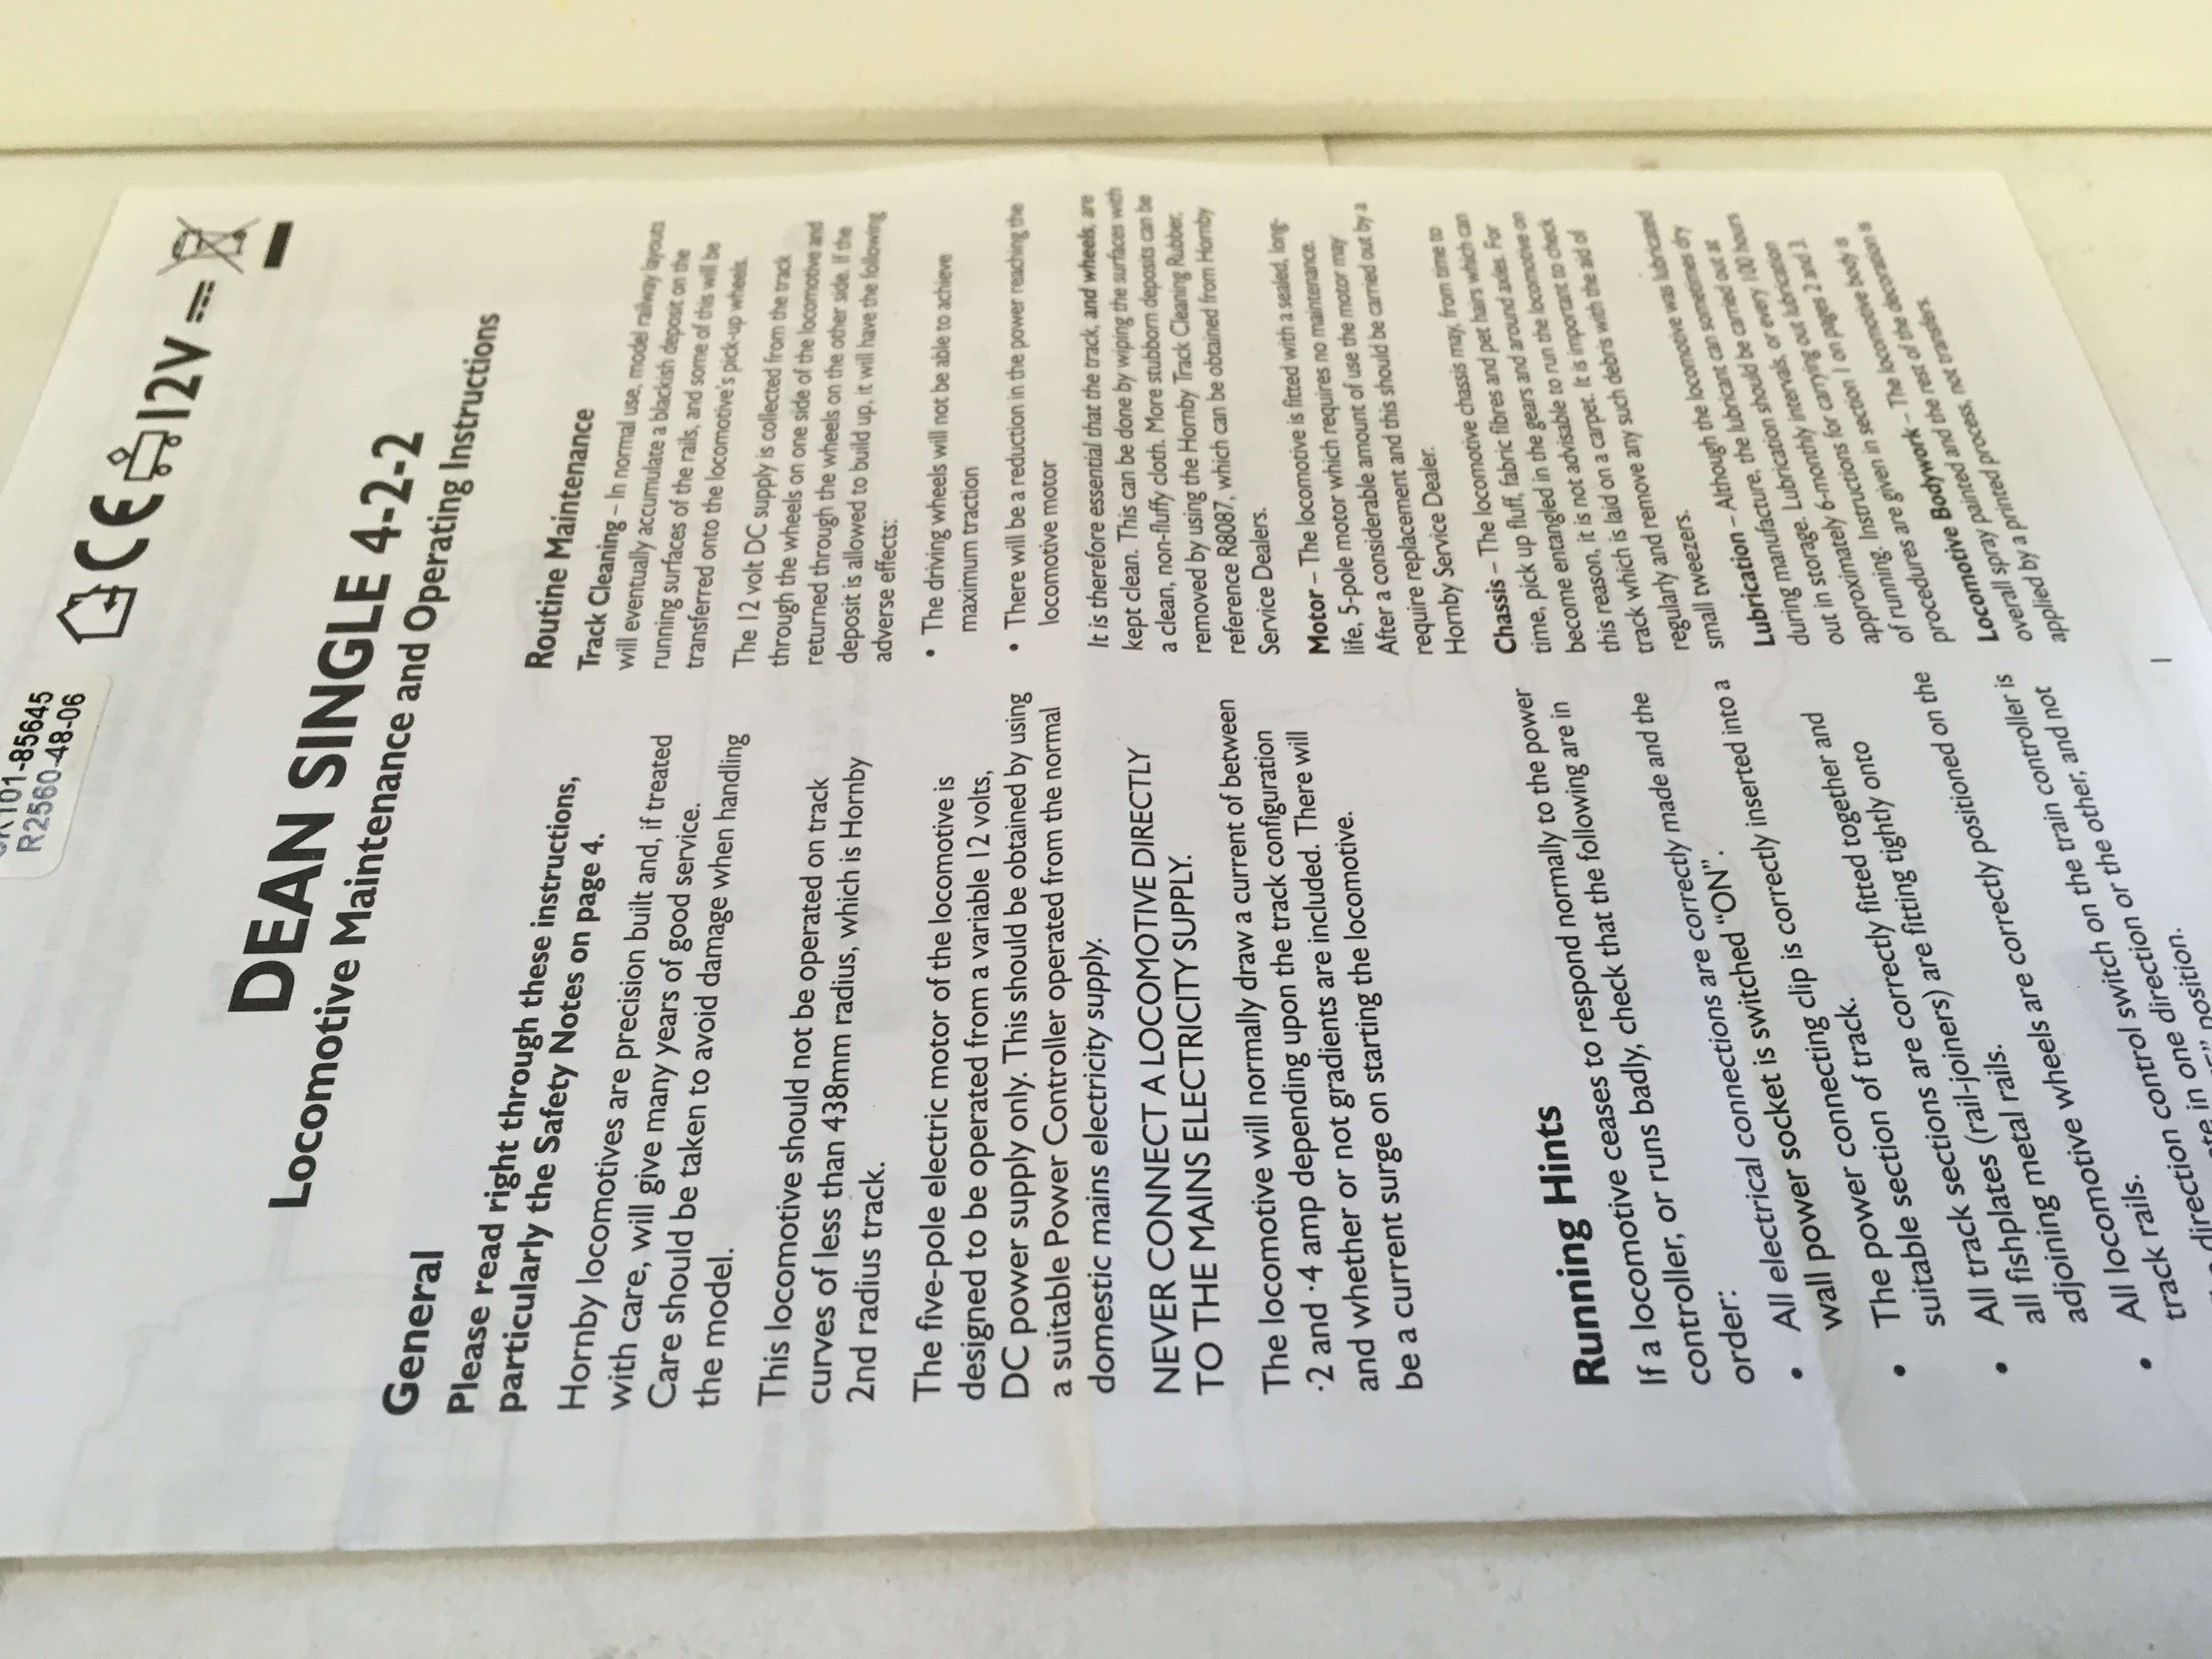 101-85645
R2560-48-06
CE 12V
DEAN SINGLE 4-2-2
Locomotive Maintenance and Operating Instructions
General
Please read right through these instructions,
particularly the Safety Notes on page 4.
Hornby locomotives are precision built and, if treated
with care, will give many years of good service.
Care should be taken to avoid damage when handling
the model.
This locomotive should not be operated on track
curves of less than 438mm radius, which is Hornby
2nd radius track.
The five-pole electric motor of the locomotive is
designed to be operated from a variable 12 volts,
DC power supply only. This should be obtained by using
a suitable Power Controller operated from the normal
domestic mains electricity supply.
NEVER CONNECT A LOCOMOTIVE DIRECTLY
TO THE MAINS ELECTRICITY SUPPLY.
The locomotive will normally draw a current of between
·2 and ·4 amp depending upon the track configuration
and whether or not gradients are included. There will
be a current surge on starting the locomotive.
Running Hints
If a locomotive ceases to respond normally to the power
controller, or runs badly, check that the following are in
order:
• All electrical connections are correctly made and the
wall power socket is switched “ON”.
• The power connecting clip is correctly inserted into a
suitable section of track.
• All track sections are correctly fitted together and
all fishplates (rail-joiners) are fitting tightly onto
adjoining metal rails.
• All locomotive wheels are correctly positioned on the
track rails.
direction control switch on the train controller is
in one direction or the other, and not
position.
Routine Maintenance
Track Cleaning – In normal use, model railway layouts
will eventually accumulate a blackish deposit on the
running surfaces of the rails, and some of this will be
transferred onto the locomotive's pick-up wheels.
The 12 volt DC supply is collected from the track
through the wheels on one side of the locomotive and
returned through the wheels on the other side. If the
deposit is allowed to build up, it will have the following
adverse effects:
• The driving wheels will not be able to achieve
maximum traction
• There will be a reduction in the power reaching the
locomotive motor
It is therefore essential that the track, and wheels, are
kept clean. This can be done by wiping the surfaces with
a clean, non-fluffy cloth. More stubborn deposits can be
removed by using the Hornby Track Cleaning Rubber,
reference R8087, which can be obtained from Hornby
Service Dealers.
Motor – The locomotive is fitted with a sealed, long-
life, 5-pole motor which requires no maintenance.
After a considerable amount of use the motor may
require replacement and this should be carried out by a
Hornby Service Dealer.
Chassis – The locomotive chassis may, from time to
time, pick up fluff, fabric fibres and pet hairs which can
become entangled in the gears and around axles. For
this reason, it is not advisable to run the locomotive on
track which is laid on a carpet. It is important to check
regularly and remove any such debris with the aid of
small tweezers.
Lubrication – Although the locomotive was lubricated
during manufacture, the lubricant can sometimes dry
out in storage. Lubrication should be carried out at
approximately 6-monthly intervals, or every 100 hours
of running. Instructions for carrying out lubrication
procedures are given in section 1 on pages 2 and 3.
Locomotive Bodywork – The locomotive body is
overall spray painted and the rest of the decoration is
applied by a printed process, not transfers.
1